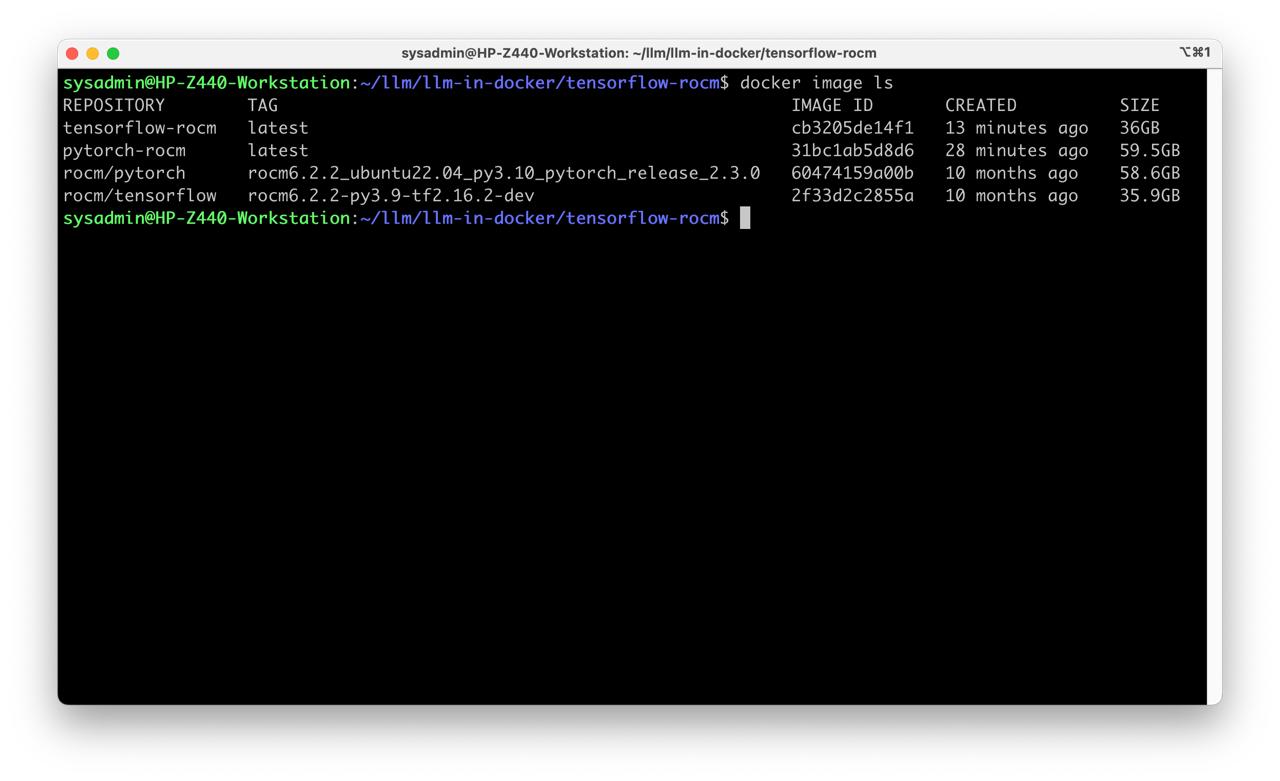 sysadmin@HP-Z440-Workstation: ~/llm/llm-in-docker/tensorflow-rocm ⌥⌘1
sysadmin@HP-Z440-Workstation:~/llm/llm-in-docker/tensorflow-rocm$ docker image ls
REPOSITORY TAG IMAGE ID CREATED SIZE
tensorflow-rocm latest cb3205de14f1 13 minutes ago 36GB
pytorch-rocm latest 31bc1ab5d8d6 28 minutes ago 59.5GB
rocm/pytorch rocm6.2.2_ubuntu22.04_py3.10_pytorch_release_2.3.0 60474159a00b 10 months ago 58.6GB
rocm/tensorflow rocm6.2.2-py3.9-tf2.16.2-dev 2f33d2c2855a 10 months ago 35.9GB
sysadmin@HP-Z440-Workstation:~/llm/llm-in-docker/tensorflow-rocm$